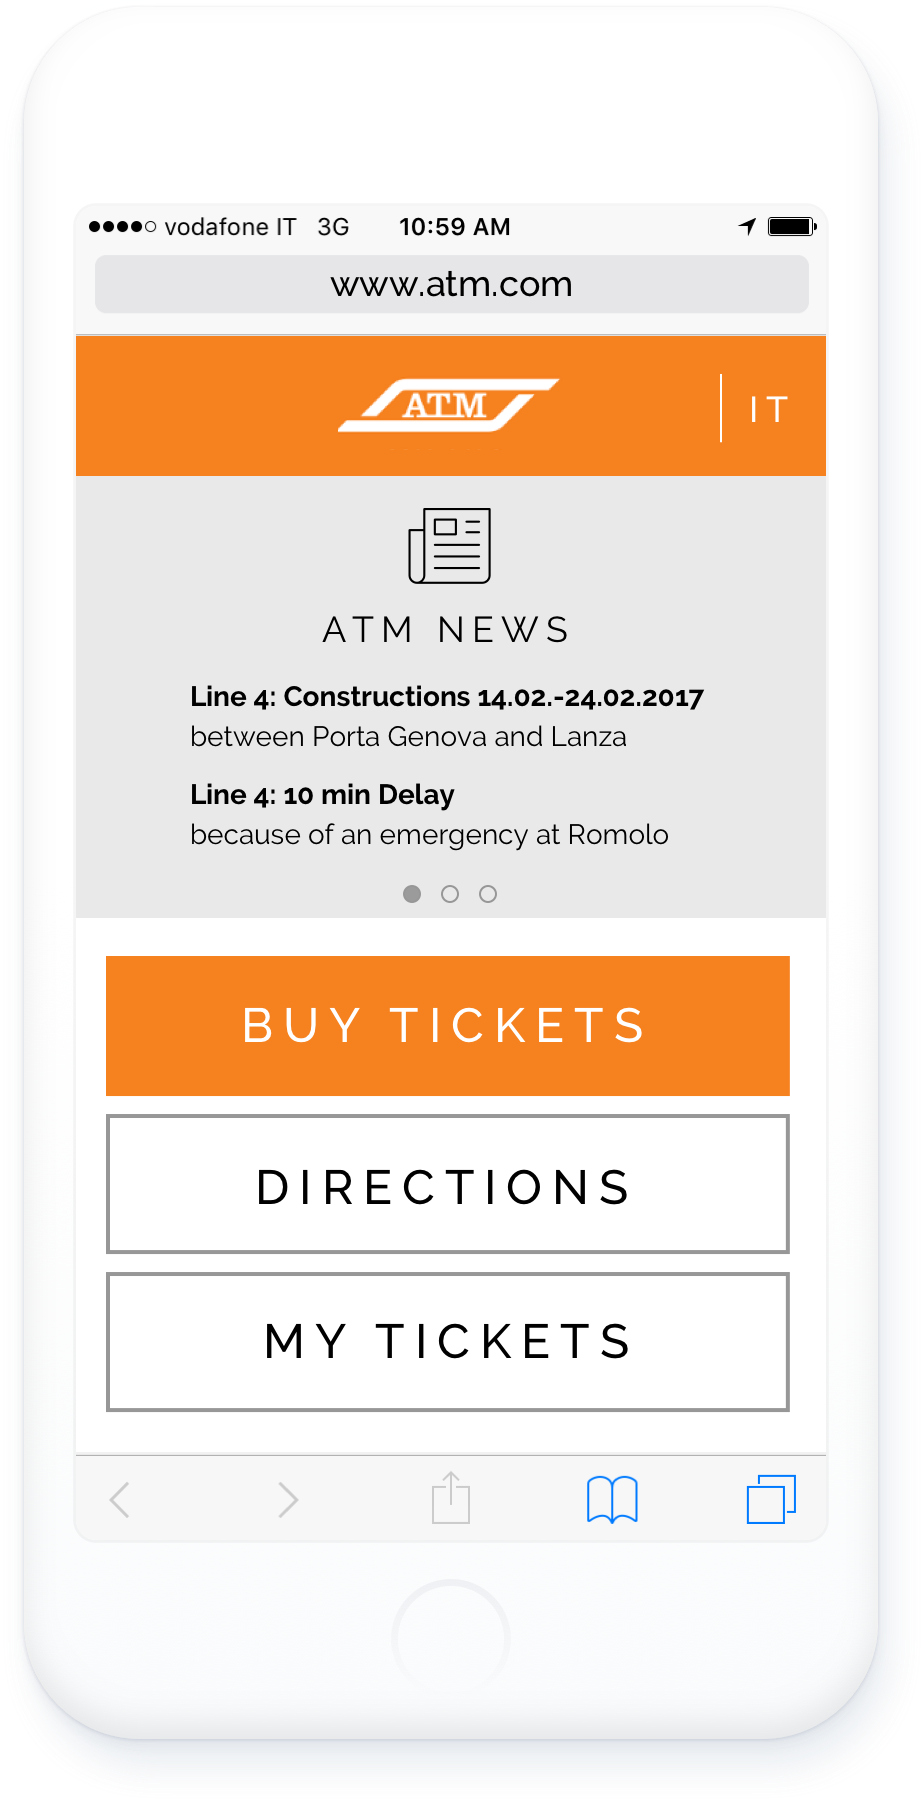 vodafone IT 3G 10:59 AM
www.atm.com
ATM
IT
ATM NEWS
Line 4: Constructions 14.02.-24.02.2017
between Porta Genova and Lanza
Line 4: 10 min Delay
because of an emergency at Romolo
BUY TICKETS
DIRECTIONS
MY TICKETS